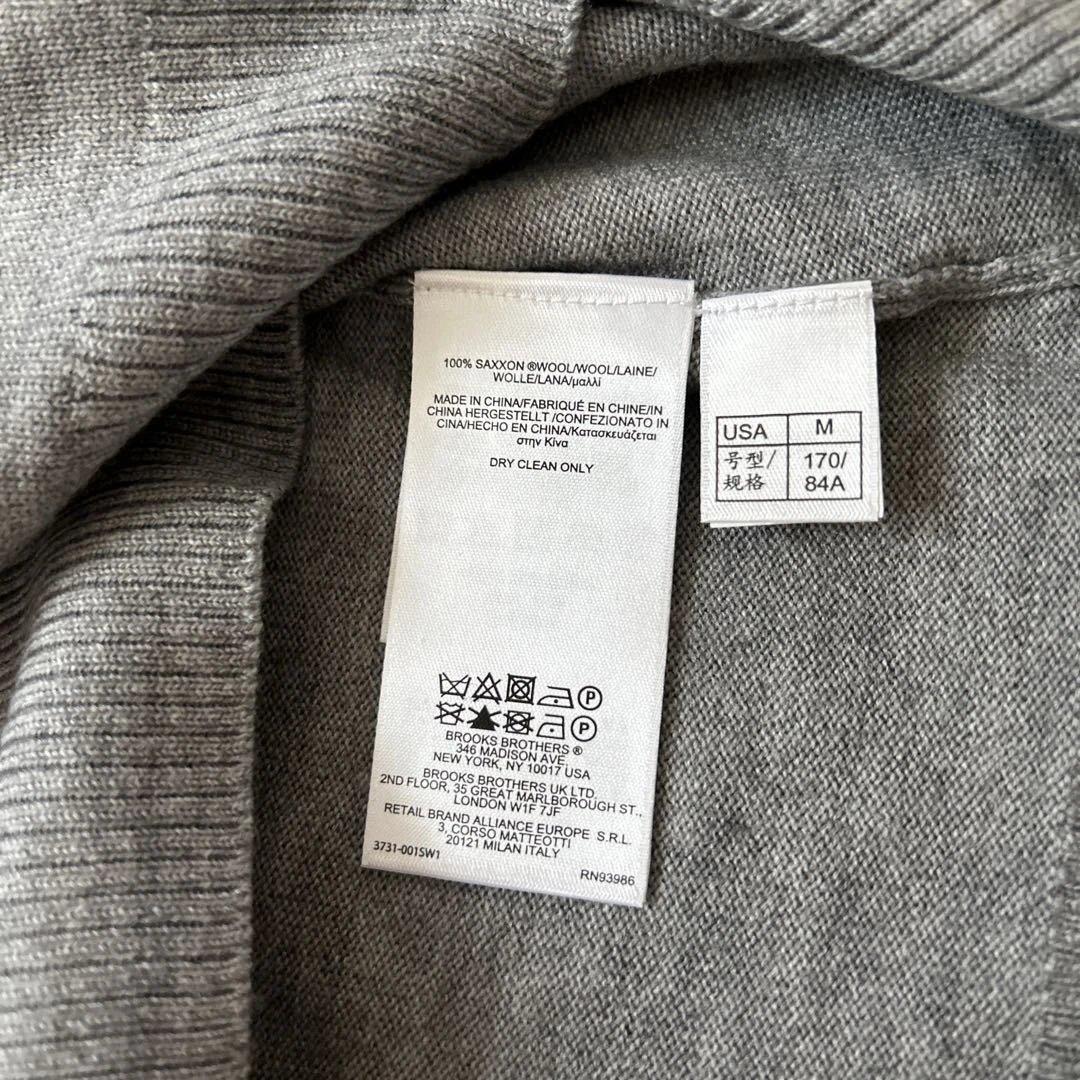 100% SAXXON ®WOOL/WOOL/LAINE/
WOLLE/LANA/μαλλί
MADE IN CHINA/FABRIQUÉ EN CHINE/IN
CHINA HERGESTELLT /CONFEZIONATO IN
CINA/HECHO EN CHINA/Κατασκευάζεται
στην Κίνα
DRY CLEAN ONLY
P
P
BROOKS BROTHERS ®
346 MADISON AVE.
NEW YORK, NY 10017 USA
BROOKS BROTHERS UK LTD.
2ND FLOOR, 35 GREAT MARLBOROUGH ST.,
LONDON W1F 7JF
RETAIL BRAND ALLIANCE EUROPE S.R.L.
3, CORSO MATTEOTTI
20121 MILAN ITALY
3731-001SW1
RN93986
USA M
号型/ 170/
规格 84A